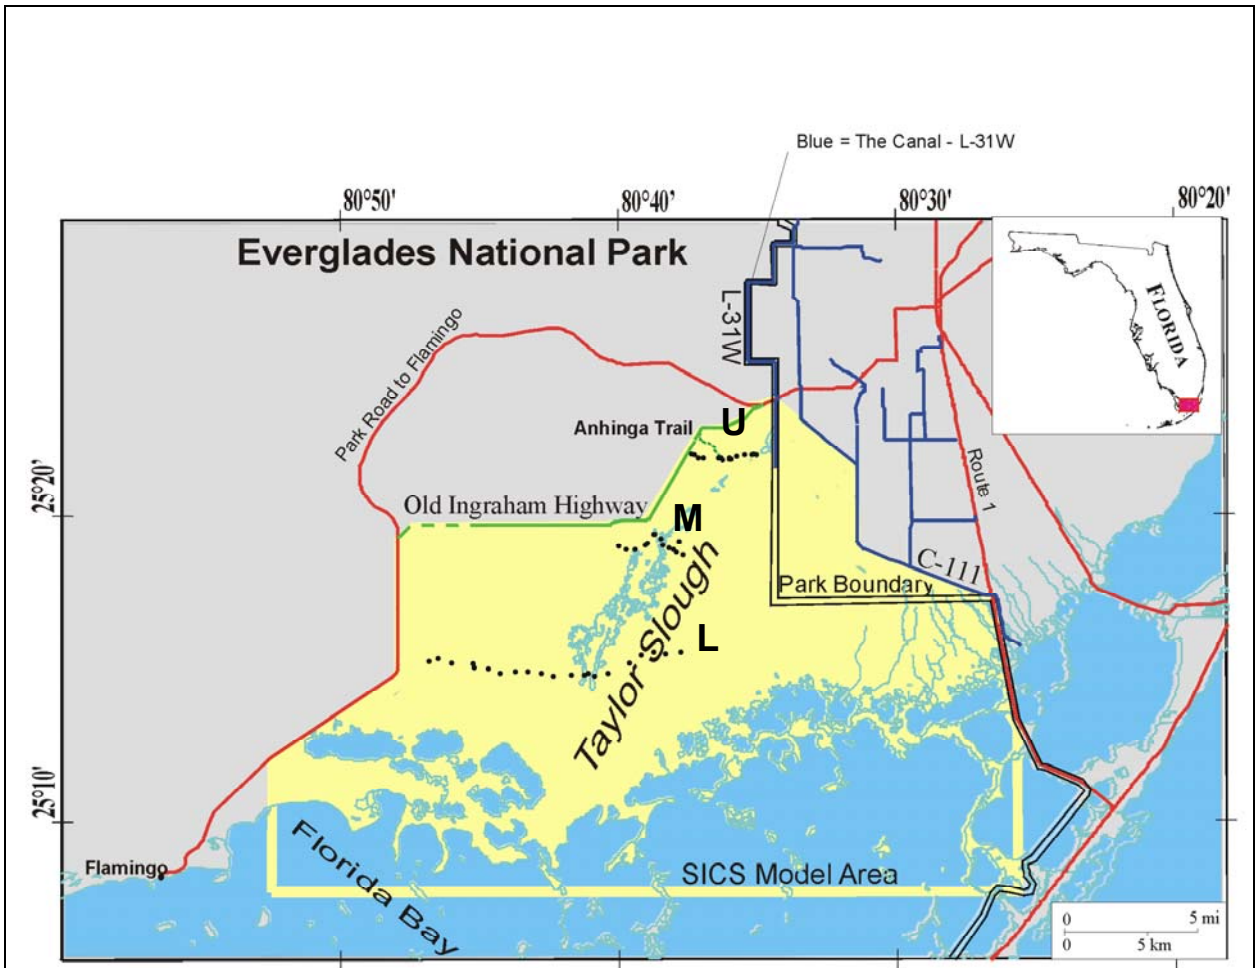 Blue = The Canal - L-31W
80°50'
80°40'
80°30'
80°20'
Everglades National Park
L-31W
FLORIDA
Park Road to Flamingo
Anhinga Trail
U
Route 1
25°20'
Old Ingraham Highway
M
C-111
Park Boundary
Taylor Slough
L
25°10'
Florida Bay
Flamingo
SICS Model Area
0 5 mi
0 5 km